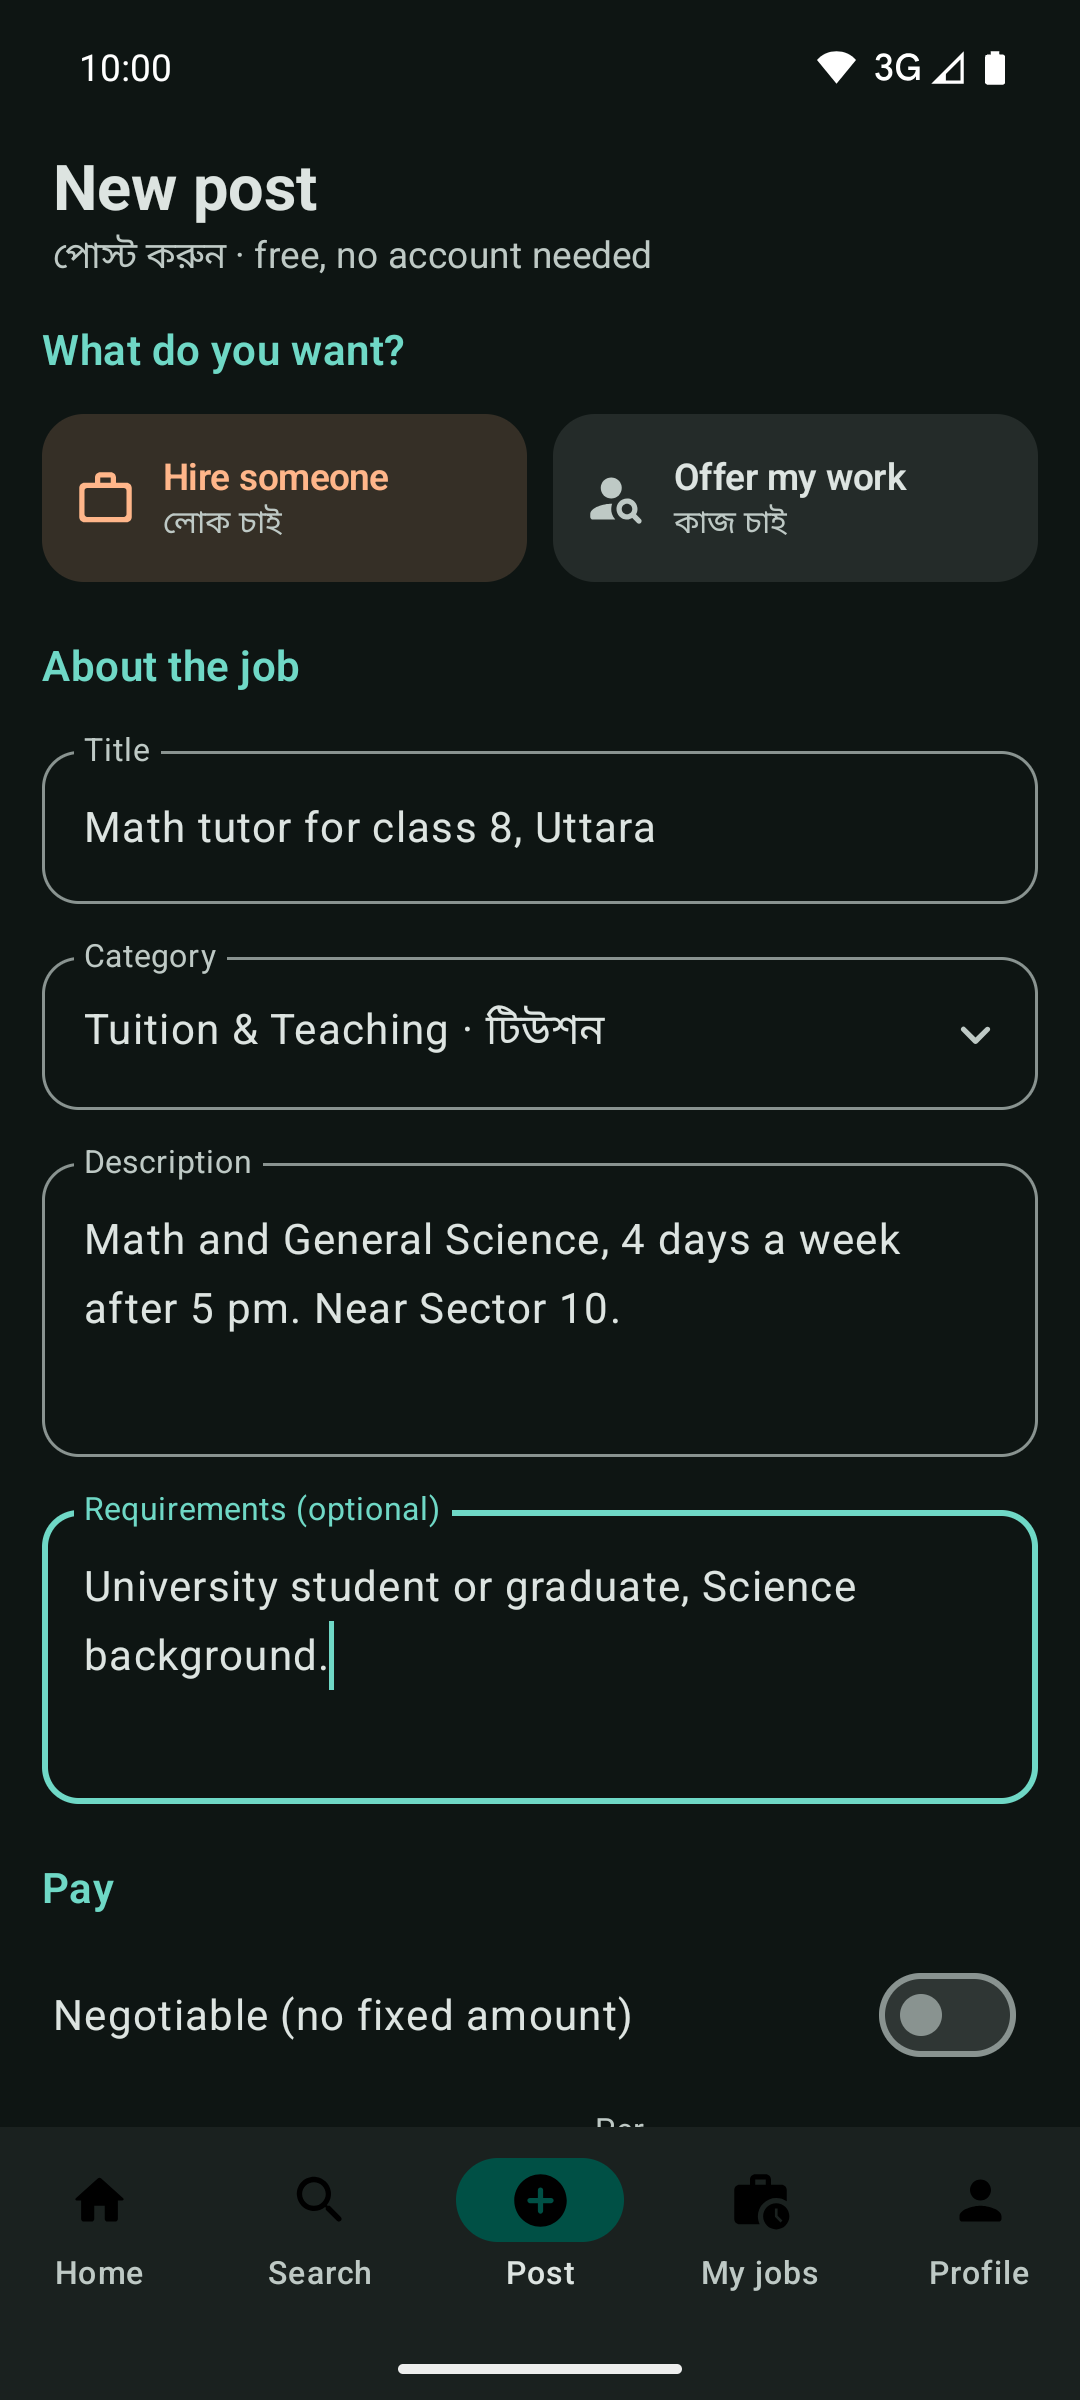 10:00
3G
New post
পোস্ট করুন · free, no account needed
What do you want?
Hire someone
লোক চাই
Offer my work
কাজ চাই
About the job
Title
Math tutor for class 8, Uttara
Category
Tuition & Teaching · টিউশন
Description
Math and General Science, 4 days a week
after 5 pm. Near Sector 10.
Requirements (optional)
University student or graduate, Science
background.
Pay
Negotiable (no fixed amount)
Per
Home
Search
Post
My jobs
Profile